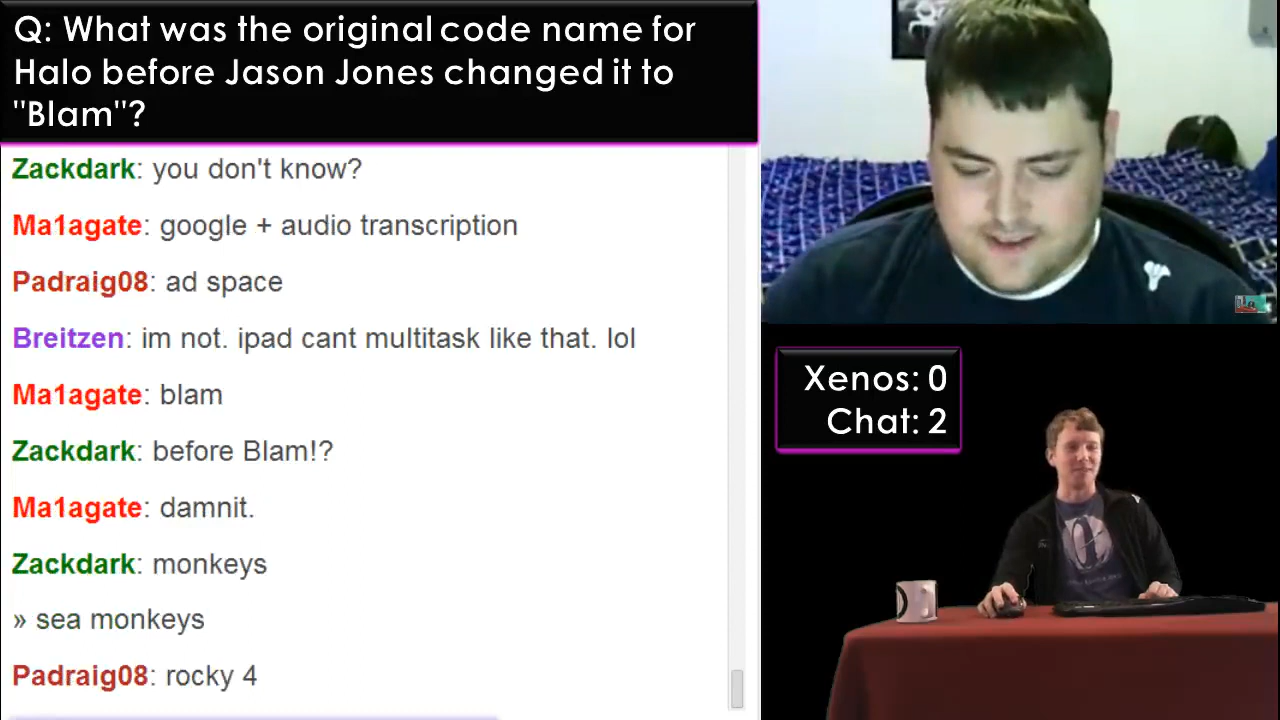 Q: What was the original code name for
Halo before Jason Jones changed it to
"Blam"?
Zackdark: you don't know?
Ma1agate: google + audio transcription
Padraig08: ad space
Breitzen: im not. ipad cant multitask like that. lol
Ma1agate: blam
Zackdark: before Blam!?
Ma1agate: damnit.
Zackdark: monkeys
» sea monkeys
Padraig08: rocky 4
Xenos: 0
Chat: 2